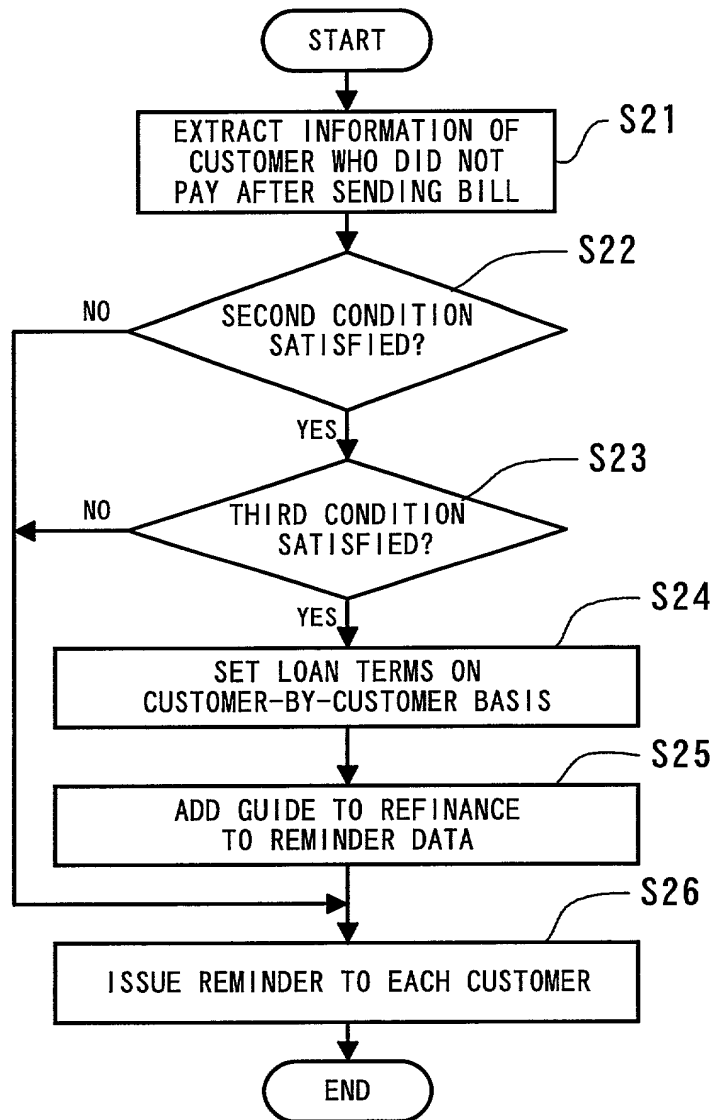 START
EXTRACT INFORMATION OF
CUSTOMER WHO DID NOT
PAY AFTER SENDING BILL
S21
S22
NO
SECOND CONDITION
SATISFIED?
YES
S23
NO
THIRD CONDITION
SATISFIED?
YES
S24
SET LOAN TERMS ON
CUSTOMER-BY-CUSTOMER BASIS
S25
ADD GUIDE TO REFINANCE
TO REMINDER DATA
S26
ISSUE REMINDER TO EACH CUSTOMER
END